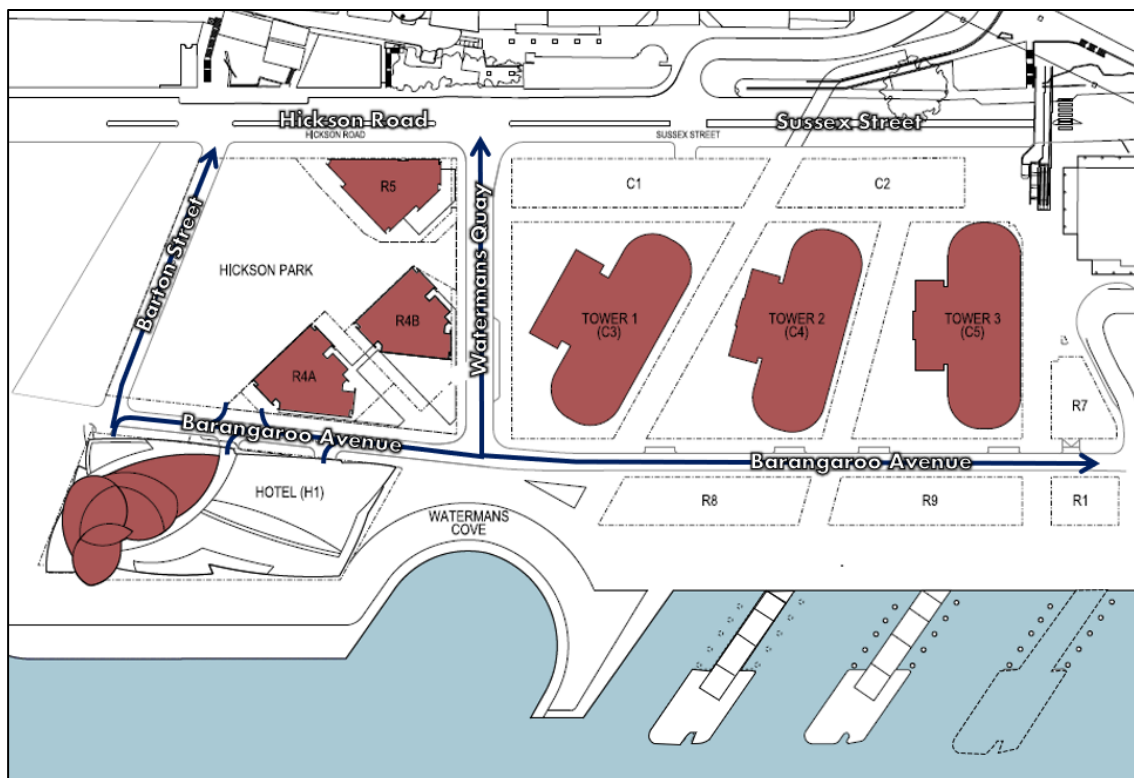 Hickson Road
HICKSON ROAD
SUSSEX STREET
Sussex Street
Barton Street
Watermans Quay
R5
C1
C2
HICKSON PARK
R4B
R4A
TOWER 1
(C3)
TOWER 2
(C4)
TOWER 3
(C5)
R7
Barangaroo Avenue
Barangaroo Avenue
HOTEL (H1)
R8
R9
R1
WATERMANS
COVE